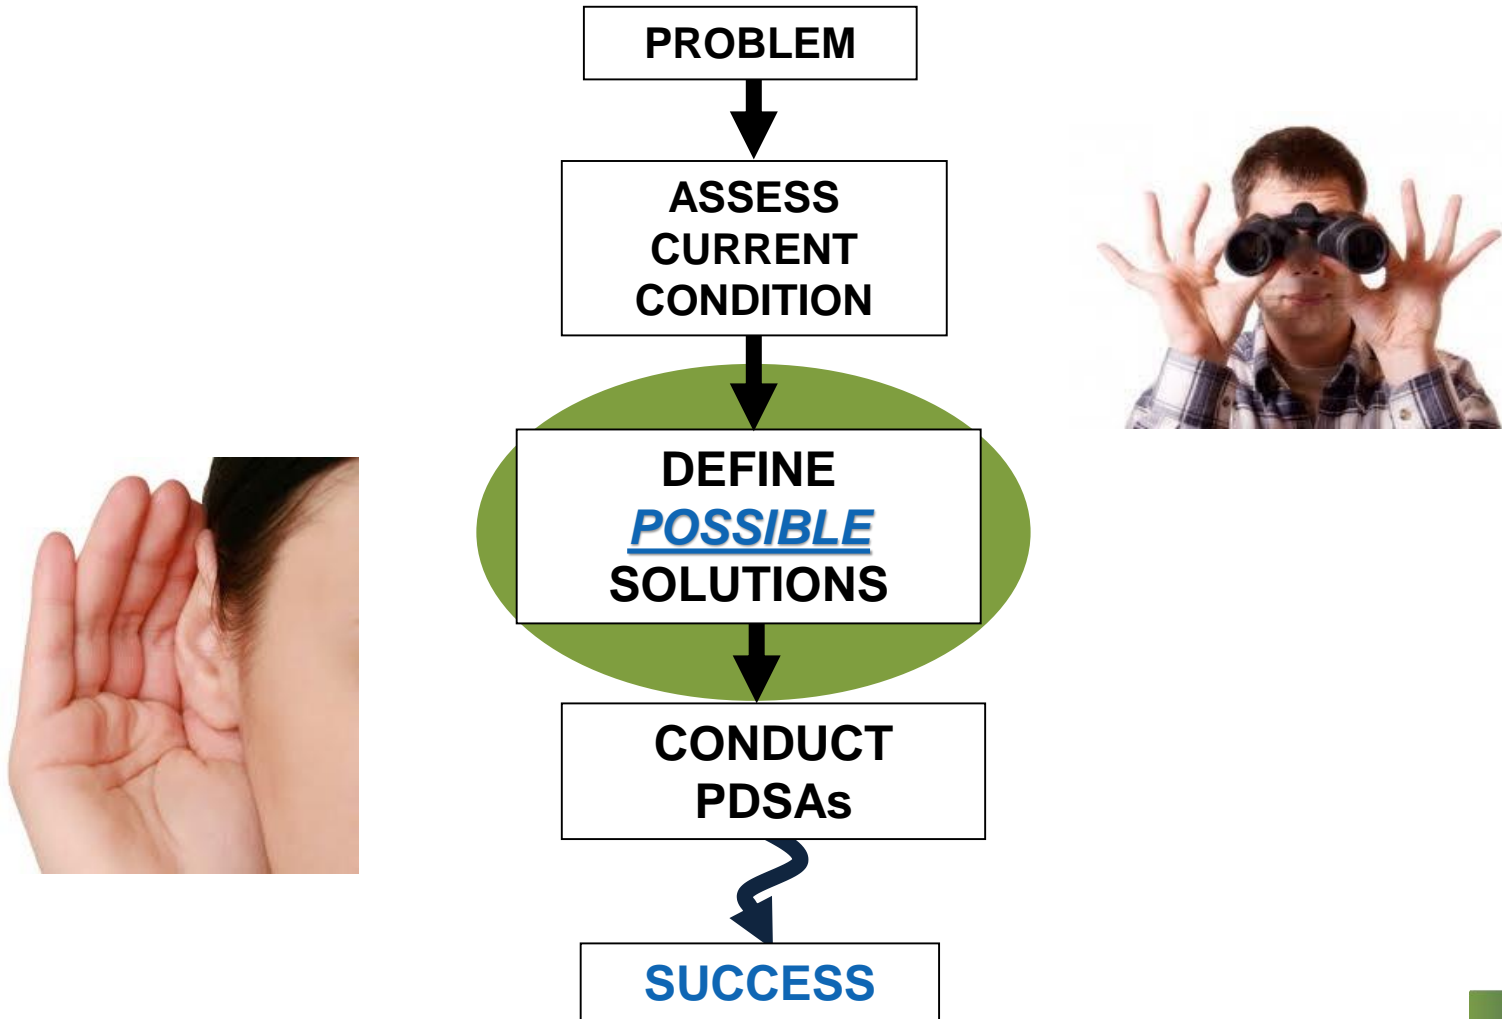 PROBLEM
ASSESS
CURRENT
CONDITION
DEFINE
POSSIBLE
SOLUTIONS
CONDUCT
PDSAs
SUCCESS